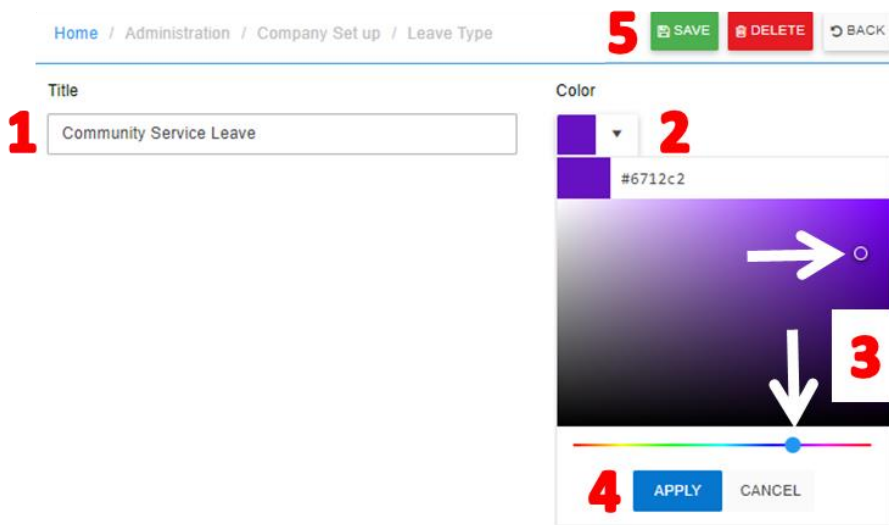 Home / Administration / Company Set up / Leave Type
5 SAVE DELETE BACK
Title
Color
1 Community Service Leave
2
#6712c2
3
4 APPLY CANCEL